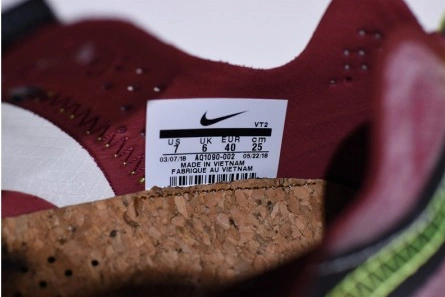 VT2
US UK EUR cm
7 6 40 25
03/07/18 AQ1090-002 05/22/18
MADE IN VIETNAM
FABRIQUE AU VIETNAM